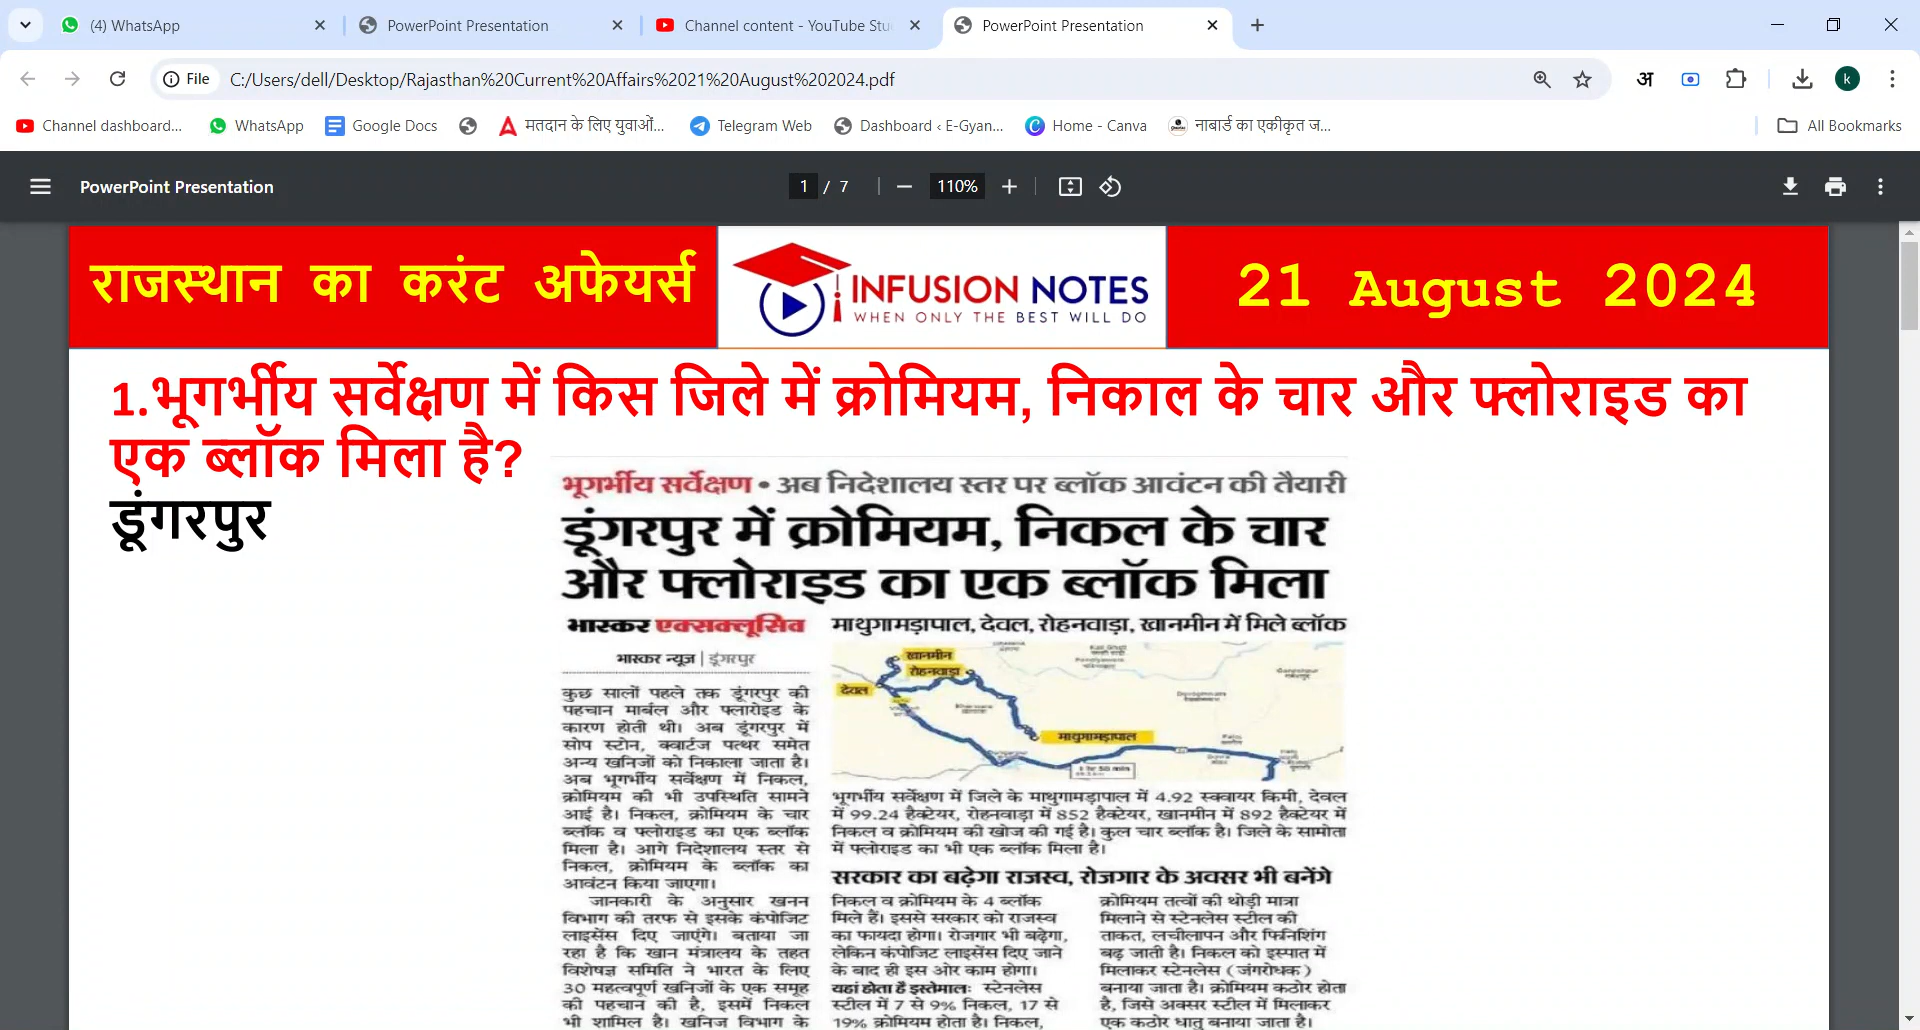 (4) WhatsApp
PowerPoint Presentation
Channel content - YouTube Stu
PowerPoint Presentation
File
C:/Users/dell/Desktop/Rajasthan%20Current%20Affairs%2021%20August%202024.pdf
अ
k
Channel dashboard...
WhatsApp
Google Docs
मतदान के लिए युवाओं...
Telegram Web
Dashboard ‹ E-Gyan...
Home - Canva
नाबार्ड का एकीकृत ज...
All Bookmarks
PowerPoint Presentation
1 / 7
110%
राजस्थान का करंट अफेयर्स
INFUSION NOTES
WHEN ONLY THE BEST WILL DO
21 August 2024
1.भूगर्भीय सर्वेक्षण में किस जिले में क्रोमियम, निकाल के चार और फ्लोराइड का
एक ब्लॉक मिला है?
डूंगरपुर
भूगर्भीय सर्वेक्षण • अब निदेशालय स्तर पर ब्लॉक आवंटन की तैयारी
डूंगरपुर में क्रोमियम, निकल के चार
और फ्लोराइड का एक ब्लॉक मिला
भास्कर एक्सक्लूसिव
भास्कर न्यूज | डूंगरपुर
कुछ सालों पहले तक डूंगरपुर की
पहचान मार्बल और फ्लारोइड के
कारण होती थी। अब डूंगरपुर में
सोप स्टोन, क्वार्टज पत्थर समेत
अन्य खनिजों को निकाला जाता है।
अब भूगर्भीय सर्वेक्षण में निकल,
क्रोमियम की भी उपस्थिति सामने
आई है। निकल, क्रोमियम के चार
ब्लॉक व फ्लोराइड का एक ब्लॉक
मिला है। आगे निदेशालय स्तर से
निकल, क्रोमियम के ब्लॉक का
आवंटन किया जाएगा।
जानकारी के अनुसार खनन
विभाग की तरफ से इसके कंपोजिट
लाइसेंस दिए जाएंगे। बताया जा
रहा है कि खान मंत्रालय के तहत
विशेषज्ञ समिति ने भारत के लिए
30 महत्वपूर्ण खनिजों के एक समूह
की पहचान की है, इसमें निकल
भी शामिल है। खनिज विभाग के
माथुगामड़ापाल, देवल, रोहनवाड़ा, खानमीन में मिले ब्लॉक
खानमीन
रोहनवाड़ा
देवल
माथुगामड़ापाल
1 hr 50 min
भूगर्भीय सर्वेक्षण में जिले के माथुगामड़ापाल में 4.92 स्क्वायर किमी, देवल
में 99.24 हैक्टेयर, रोहनवाड़ा में 852 हैक्टेयर, खानमीन में 892 हैक्टेयर में
निकल व क्रोमियम की खोज की गई है। कुल चार ब्लॉक है। जिले के सामोता
में फ्लोराइड का भी एक ब्लॉक मिला है।
सरकार का बढ़ेगा राजस्व, रोजगार के अवसर भी बनेंगे
निकल व क्रोमियम के 4 ब्लॉक
मिले हैं। इससे सरकार को राजस्व
का फायदा होगा। रोजगार भी बढ़ेगा,
लेकिन कंपोजिट लाइसेंस दिए जाने
के बाद ही इस ओर काम होगा।
यहां होता है इस्तेमालः स्टेनलेस
स्टील में 7 से 9% निकल, 17 से
19% क्रोमियम होता है। निकल,
क्रोमियम तत्वों की थोड़ी मात्रा
मिलाने से स्टेनलेस स्टील की
ताकत, लचीलापन और फिनिशिंग
बढ़ जाती है। निकल को इस्पात में
मिलाकर स्टेनलेस (जंगरोधक)
बनाया जाता है। क्रोमियम कठोर होता
है, जिसे अक्सर स्टील में मिलाकर
एक कठोर धातु बनाया जाता है।